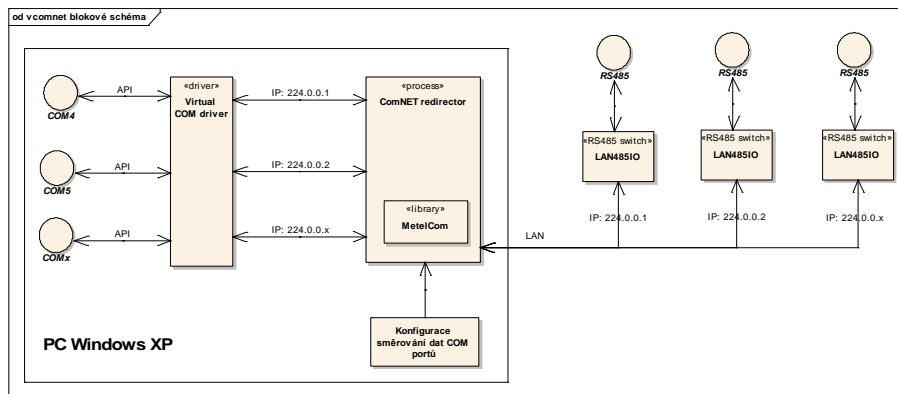 od vcomnet blokové schéma
COM4
API
«driver»
Virtual
COM driver
IP: 224.0.0.1
«process»
ComNET redirector
COM5
API
IP: 224.0.0.2
COMx
API
IP: 224.0.0.x
«library»
MetelCom
LAN
Konfigurace
směrování dat COM
portů
PC Windows XP
RS485
«RS485 switch»
LAN485IO
IP: 224.0.0.1
RS485
«RS485 switch»
LAN485IO
IP: 224.0.0.2
RS485
«RS485 switch»
LAN485IO
IP: 224.0.0.x